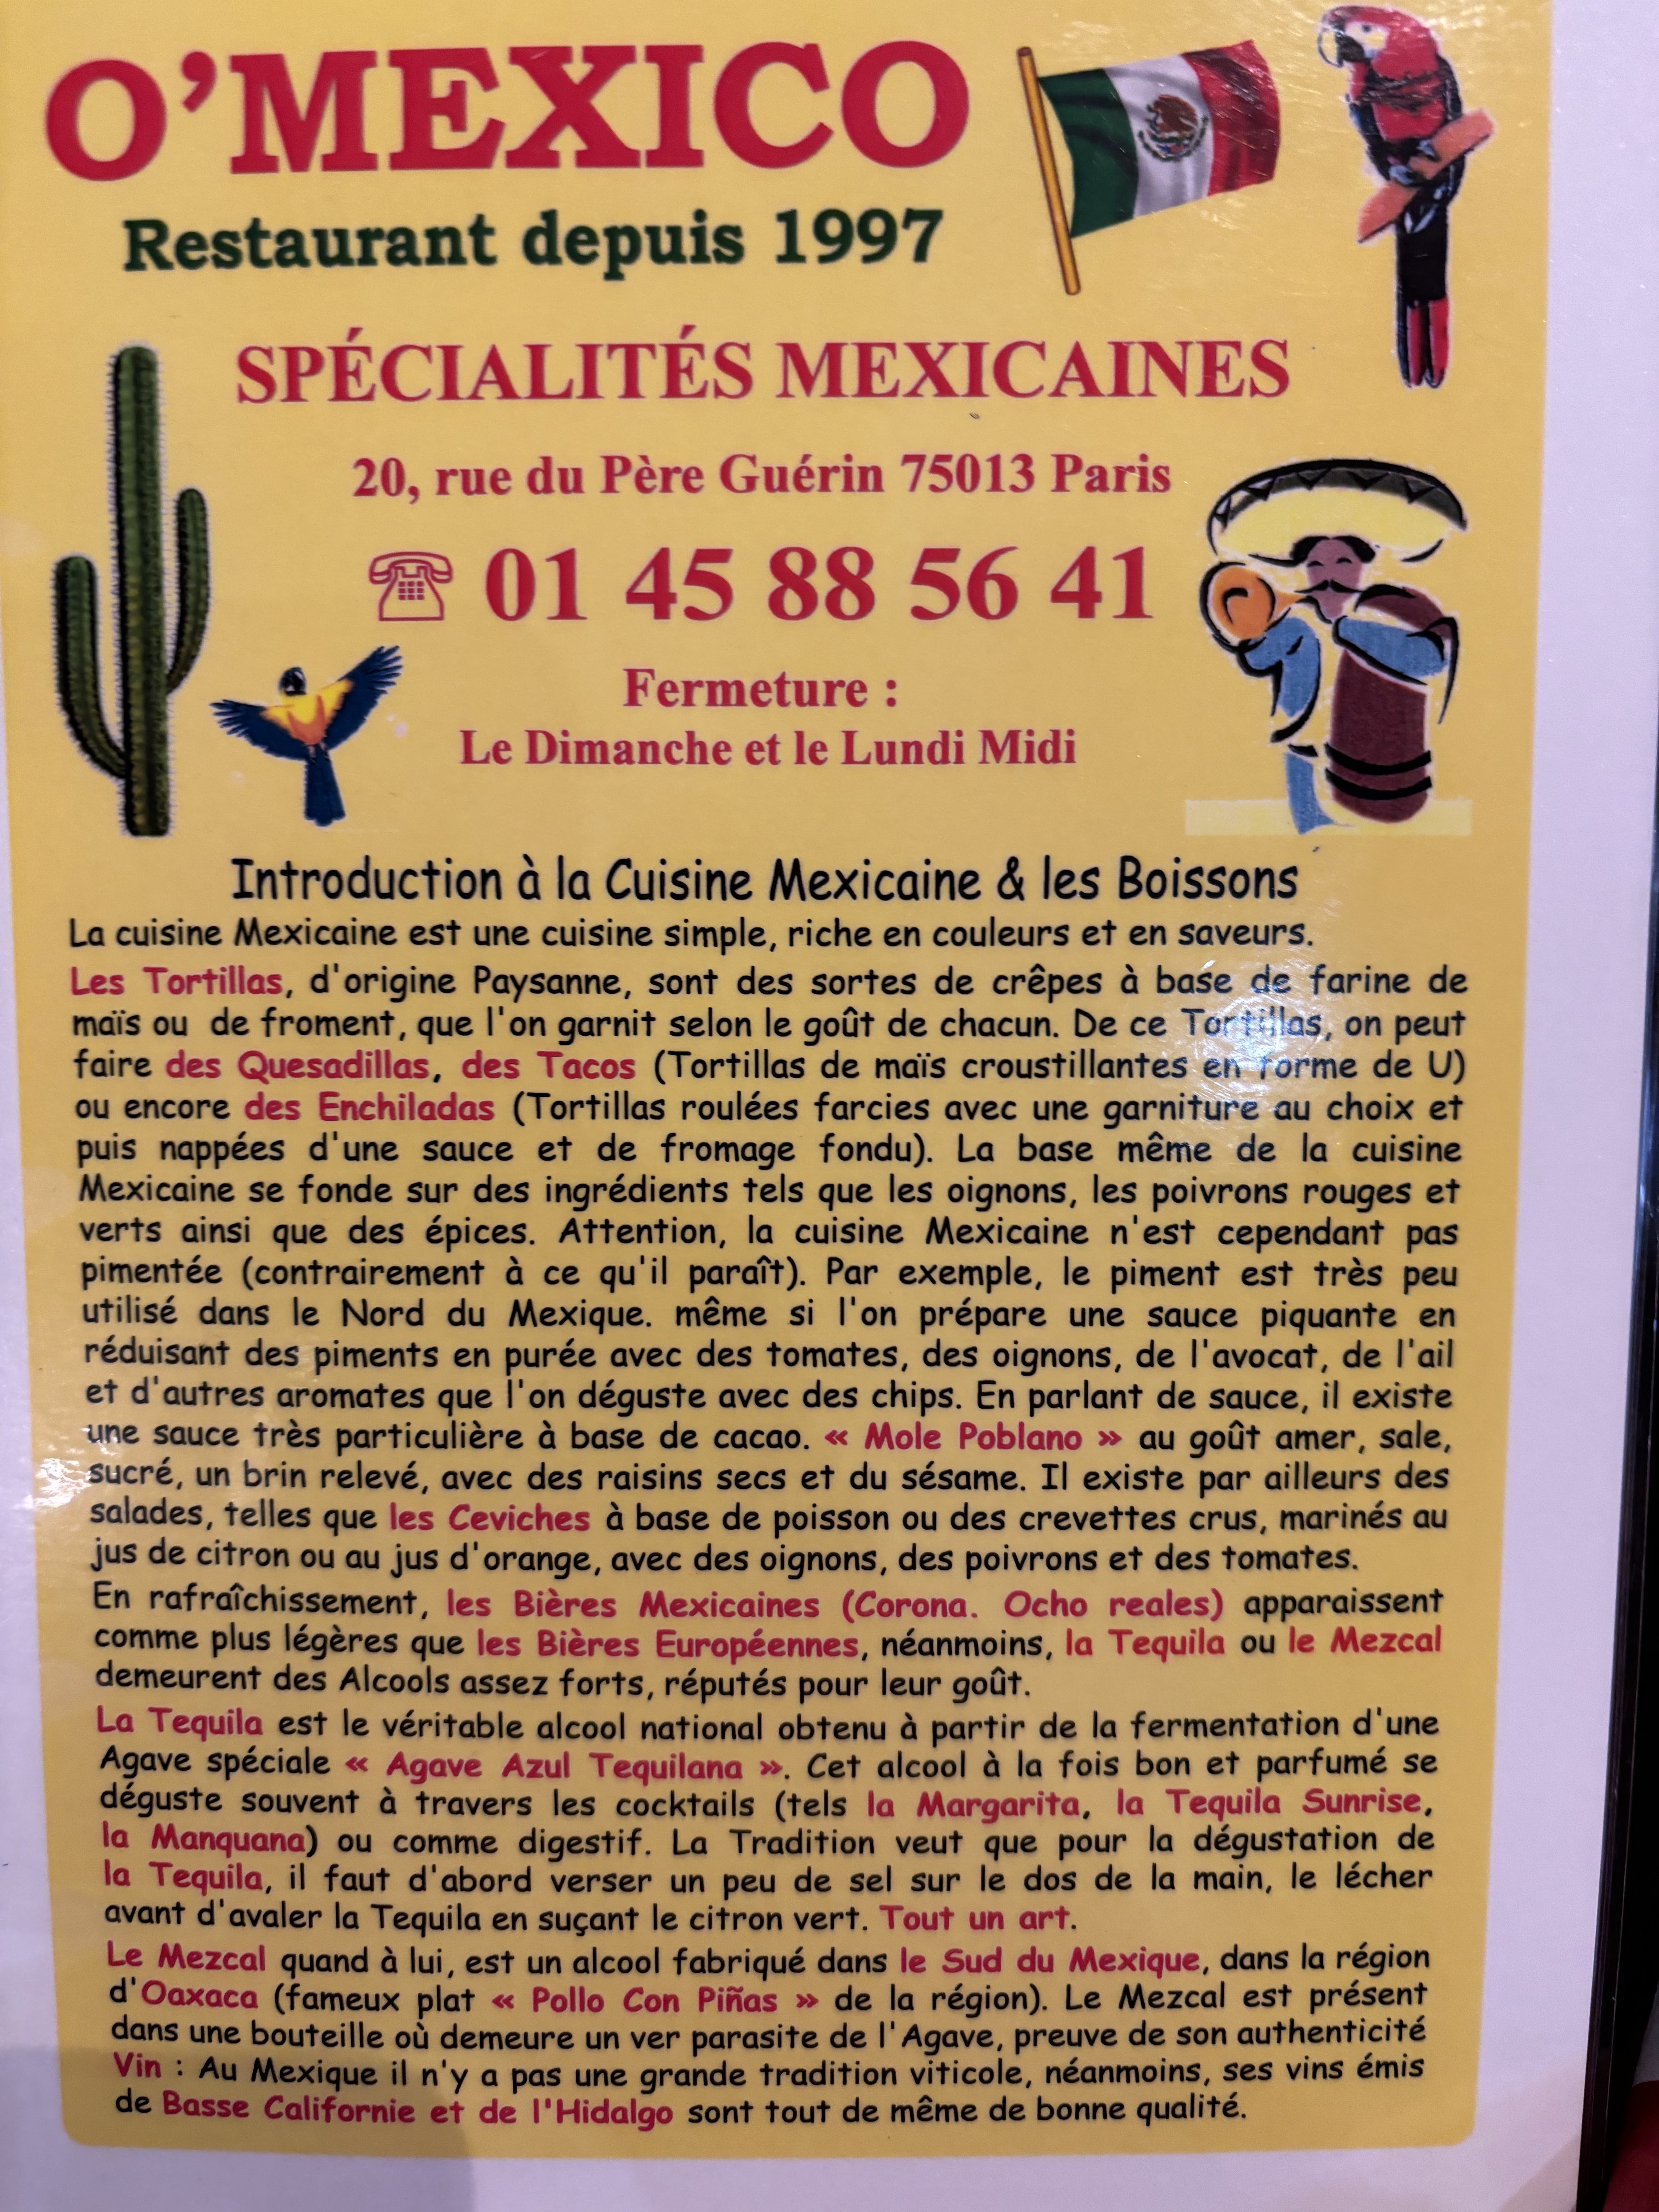 O'MEXICO
Restaurant depuis 1997
SPÉCIALITÉS MEXICAINES
20, rue du Père Guérin 75013 Paris
01 45 88 56 41
Fermeture :
Le Dimanche et le Lundi Midi
Introduction à la Cuisine Mexicaine & les Boissons
La cuisine Mexicaine est une cuisine simple, riche en couleurs et en saveurs.
Les Tortillas, d'origine Paysanne, sont des sortes de crêpes à base de farine de
maïs ou de froment, que l'on garnit selon le goût de chacun. De ce Tortillas, on peut
faire des Quesadillas, des Tacos (Tortillas de maïs croustillantes en forme de U)
ou encore des Enchiladas (Tortillas roulées farcies avec une garniture au choix et
puis nappées d'une sauce et de fromage fondu). La base même de la cuisine
Mexicaine se fonde sur des ingrédients tels que les oignons, les poivrons rouges et
verts ainsi que des épices. Attention, la cuisine Mexicaine n'est cependant pas
pimentée (contrairement à ce qu'il paraît). Par exemple, le piment est très peu
utilisé dans le Nord du Mexique. même si l'on prépare une sauce piquante en
réduisant des piments en purée avec des tomates, des oignons, de l'avocat, de l'ail
et d'autres aromates que l'on déguste avec des chips. En parlant de sauce, il existe
une sauce très particulière à base de cacao. « Mole Poblano » au goût amer, sale,
sucré, un brin relevé, avec des raisins secs et du sésame. Il existe par ailleurs des
salades, telles que les Ceviches à base de poisson ou des crevettes crus, marinés au
jus de citron ou au jus d'orange, avec des oignons, des poivrons et des tomates.
En rafraîchissement, les Bières Mexicaines (Corona. Ocho reales) apparaissent
comme plus légères que les Bières Européennes, néanmoins, la Tequila ou le Mezcal
demeurent des Alcools assez forts, réputés pour leur goût.
La Tequila est le véritable alcool national obtenu à partir de la fermentation d'une
Agave spéciale « Agave Azul Tequilana ». Cet alcool à la fois bon et parfumé se
déguste souvent à travers les cocktails (tels la Margarita, la Tequila Sunrise,
la Manquana) ou comme digestif. La Tradition veut que pour la dégustation de
la Tequila, il faut d'abord verser un peu de sel sur le dos de la main, le lécher
avant d'avaler la Tequila en suçant le citron vert. Tout un art.
Le Mezcal quand à lui, est un alcool fabriqué dans le Sud du Mexique, dans la région
d'Oaxaca (fameux plat « Pollo Con Piñas » de la région). Le Mezcal est présent
dans une bouteille où demeure un ver parasite de l'Agave, preuve de son authenticité
Vin : Au Mexique il n'y a pas une grande tradition viticole, néanmoins, ses vins émis
de Basse Californie et de l'Hidalgo sont tout de même de bonne qualité.